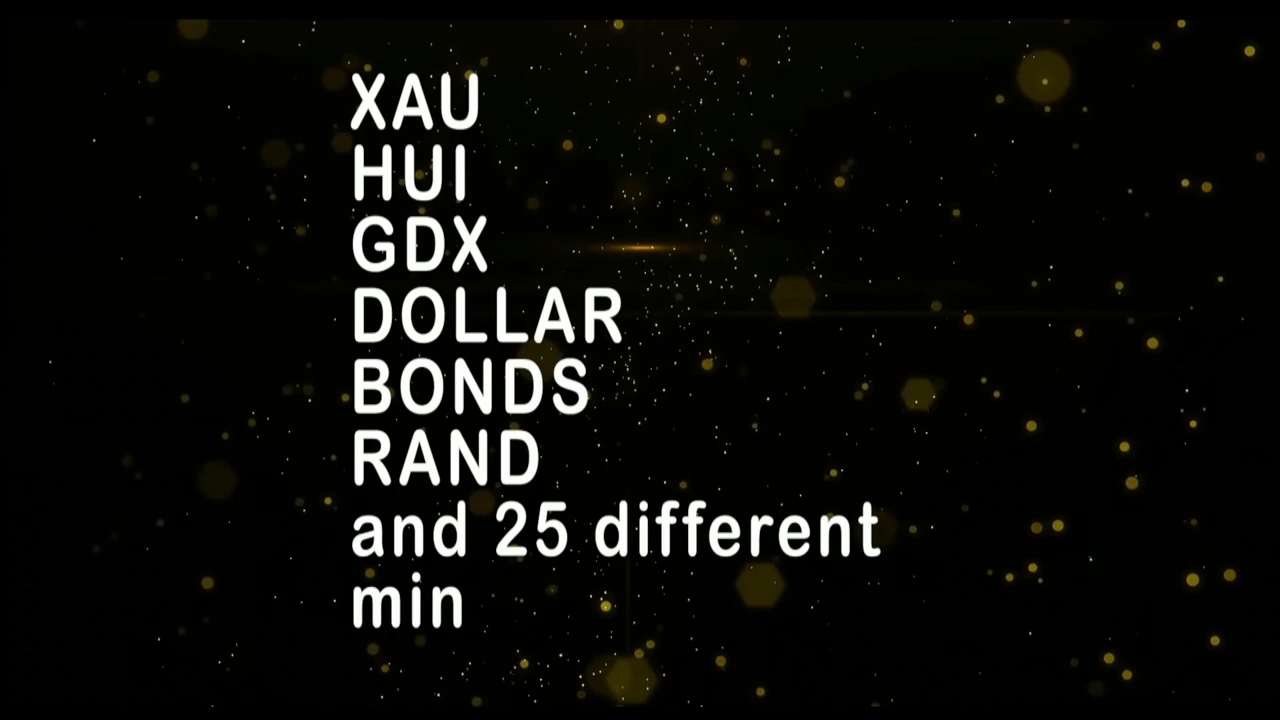 XAU
HUI
GDX
DOLLAR
BONDS
RAND
and 25 different
min